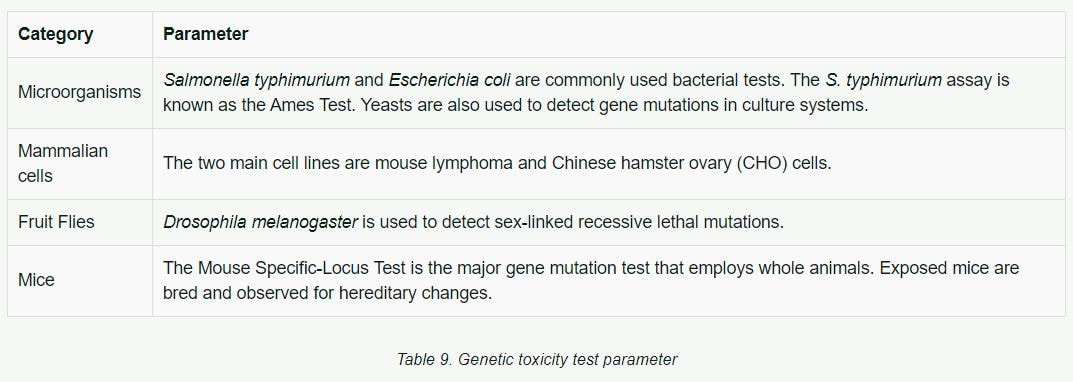 Category Parameter
Microorganisms
Salmonella typhimurium and Escherichia coli are commonly used bacterial tests. The S. typhimurium assay is
known as the Ames Test. Yeasts are also used to detect gene mutations in culture systems.
Mammalian
cells
The two main cell lines are mouse lymphoma and Chinese hamster ovary (CHO) cells.
Fruit Flies
Drosophila melanogaster is used to detect sex-linked recessive lethal mutations.
Mice
The Mouse Specific-Locus Test is the major gene mutation test that employs whole animals. Exposed mice are
bred and observed for hereditary changes.
Table 9. Genetic toxicity test parameter